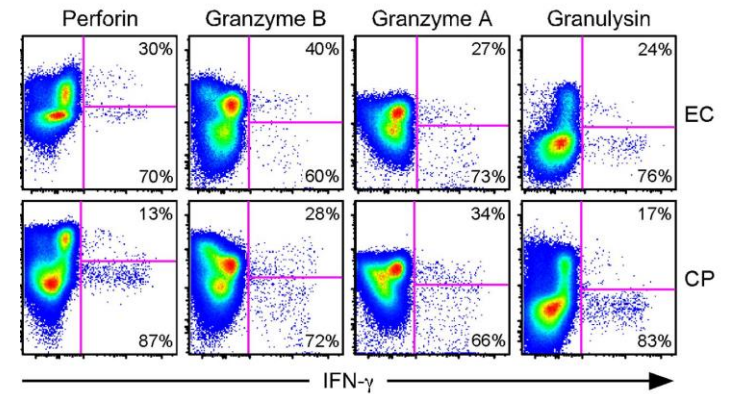 Perforin Granzyme B Granzyme A Granulysin
30% 40% 27% 24%
EC
70% 60% 73% 76%
13% 28% 34% 17%
CP
87% 72% 66% 83%
IFN-γ